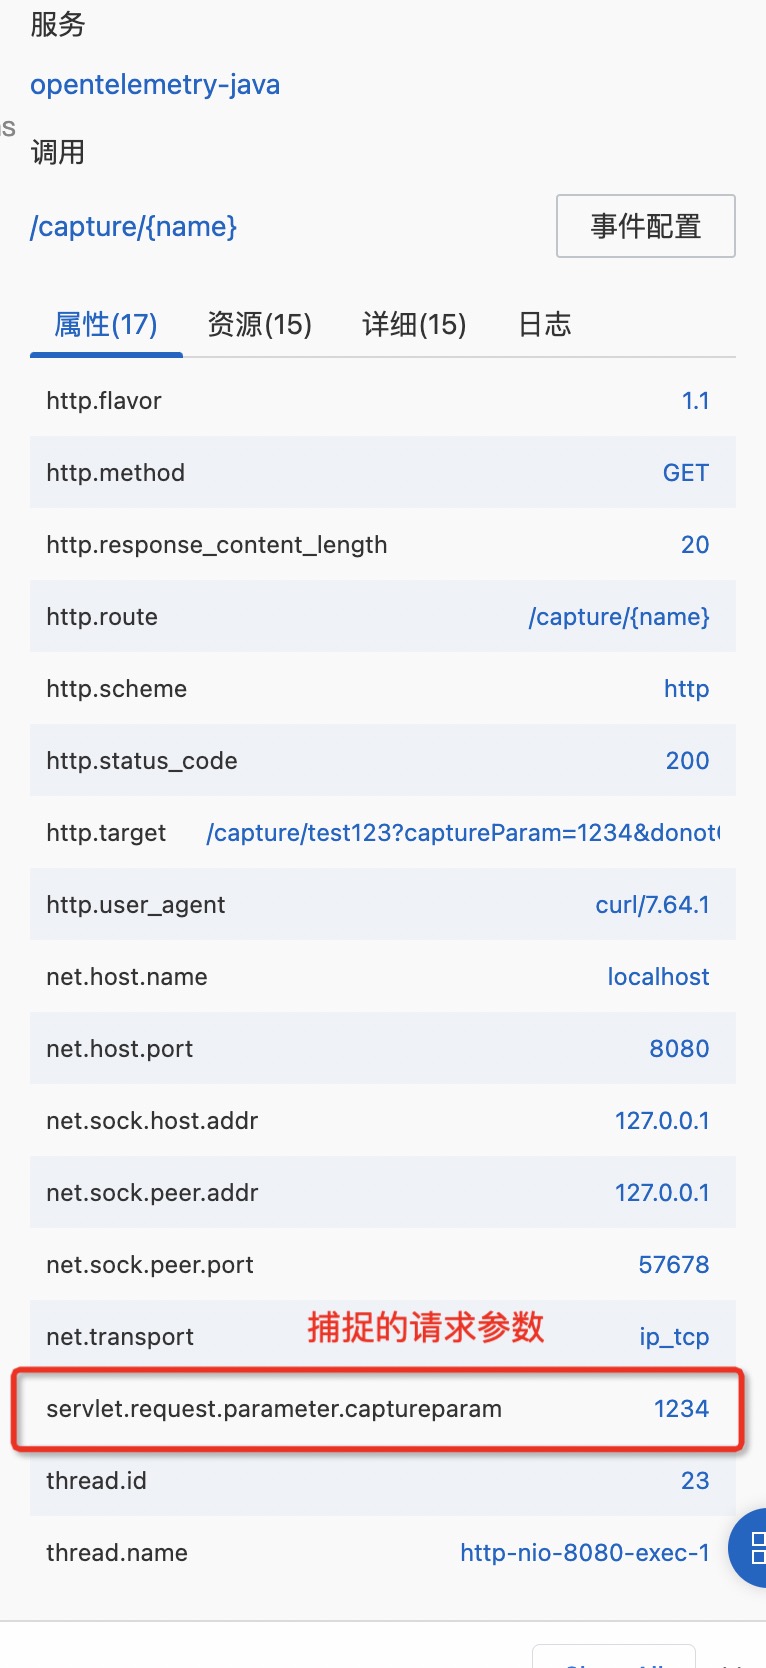 服务
opentelemetry-java
调用
/capture/{name} 事件配置
属性(17) 资源(15) 详细(15) 日志
http.flavor 1.1
http.method GET
http.response_content_length 20
http.route /capture/{name}
http.scheme http
http.status_code 200
http.target /capture/test123?captureParam=1234&donot
http.user_agent curl/7.64.1
net.host.name localhost
net.host.port 8080
net.sock.host.addr 127.0.0.1
net.sock.peer.addr 127.0.0.1
net.sock.peer.port 57678
捕捉的请求参数
net.transport ip_tcp
servlet.request.parameter.captureparam 1234
thread.id 23
thread.name http-nio-8080-exec-1